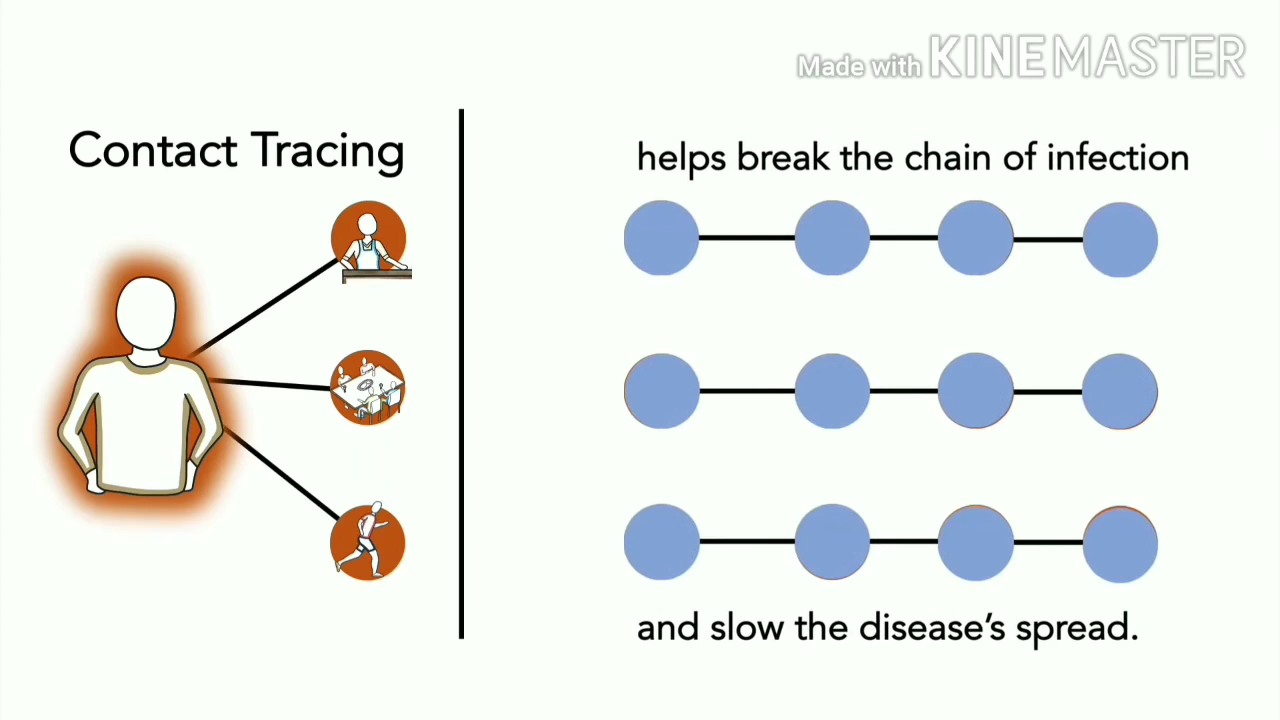 Made with KINEMASTER
Contact Tracing
helps break the chain of infection
and slow the disease's spread.